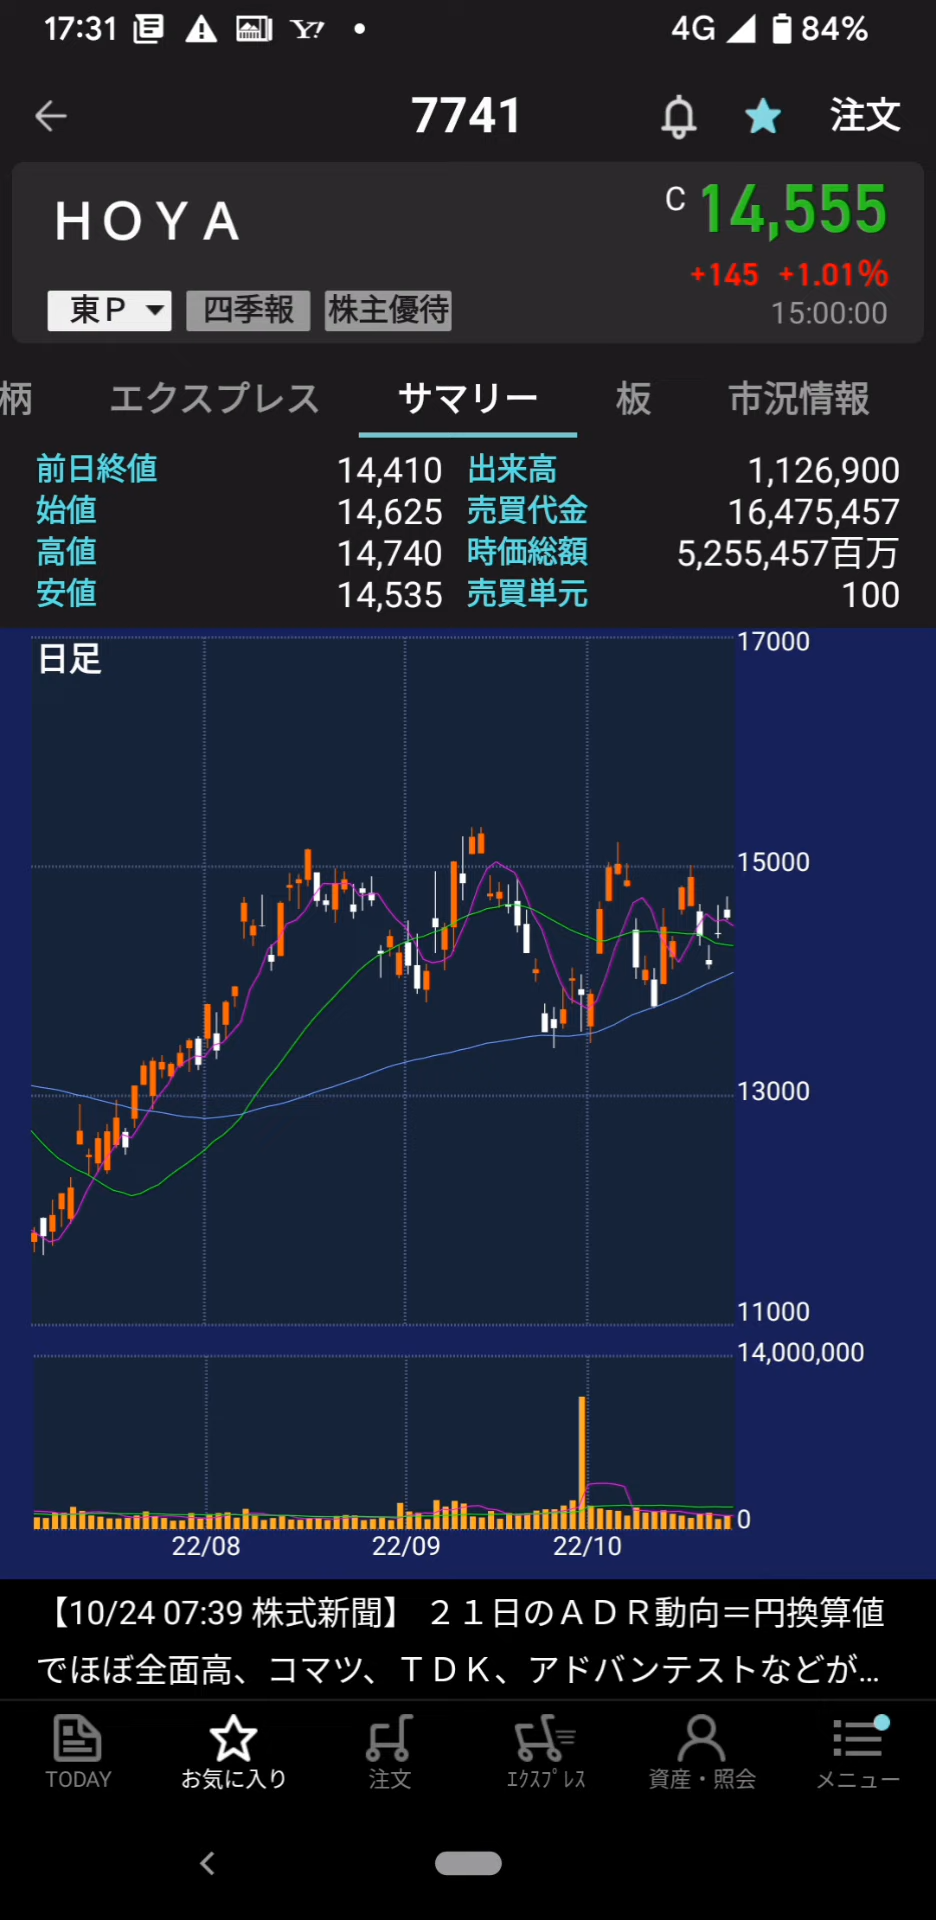 17:31 Y! 4G 84%
7741 注文
ＨＯＹＡ C 14,555
+145 +1.01%
東Ｐ 四季報 株主優待 15:00:00
柄 エクスプレス サマリー 板 市況情報
前日終値 14,410 出来高 1,126,900
始値 14,625 売買代金 16,475,457
高値 14,740 時価総額 5,255,457百万
安値 14,535 売買単元 100
日足
17000
15000
13000
11000
14,000,000
0
22/08 22/09 22/10
【10/24 07:39 株式新聞】 ２１日のＡＤＲ動向＝円換算値
でほぼ全面高、コマツ、ＴＤＫ、アドバンテストなどが...
TODAY お気に入り 注文 ｴｸｽﾌﾟﾚｽ 資産・照会 メニュー